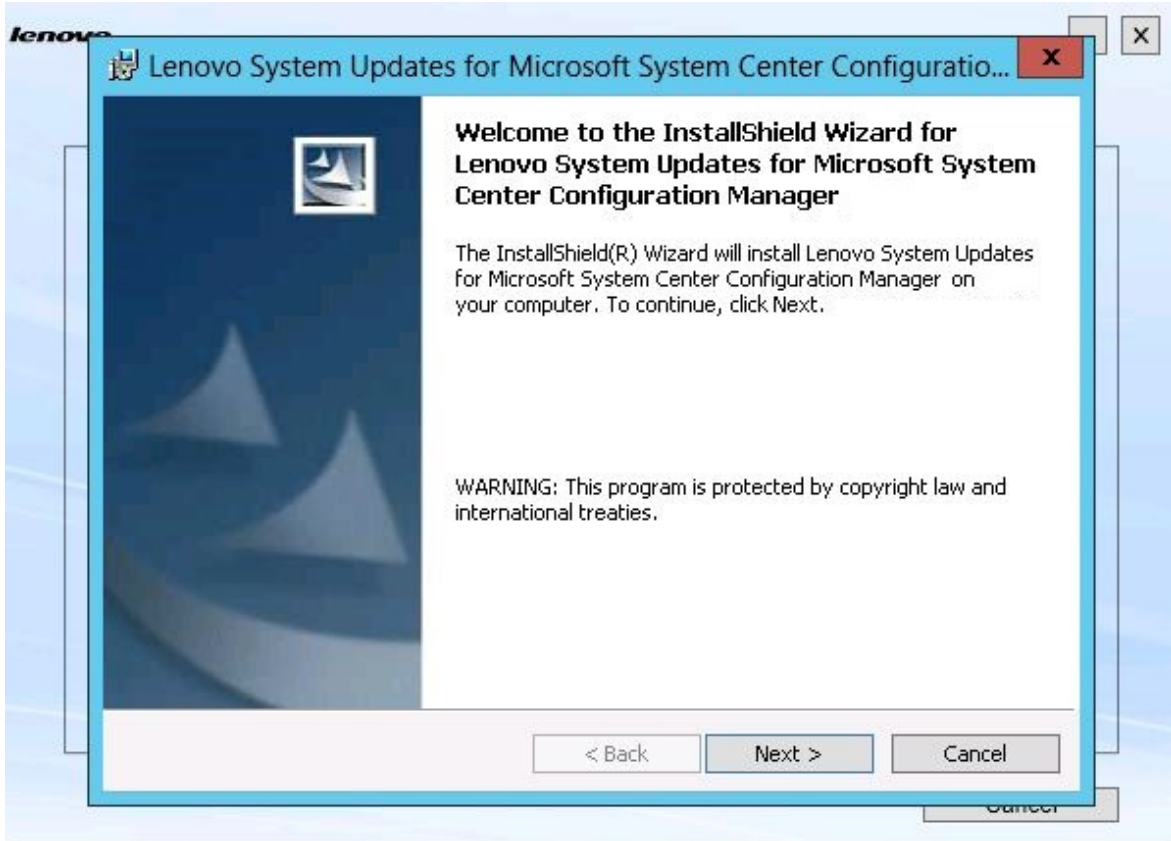 lenovo
Lenovo System Updates for Microsoft System Center Configuratio...
X
X
Welcome to the InstallShield Wizard for
Lenovo System Updates for Microsoft System
Center Configuration Manager
The InstallShield(R) Wizard will install Lenovo System Updates
for Microsoft System Center Configuration Manager on
your computer. To continue, click Next.
WARNING: This program is protected by copyright law and
international treaties.
< Back
Next >
Cancel
Cancel